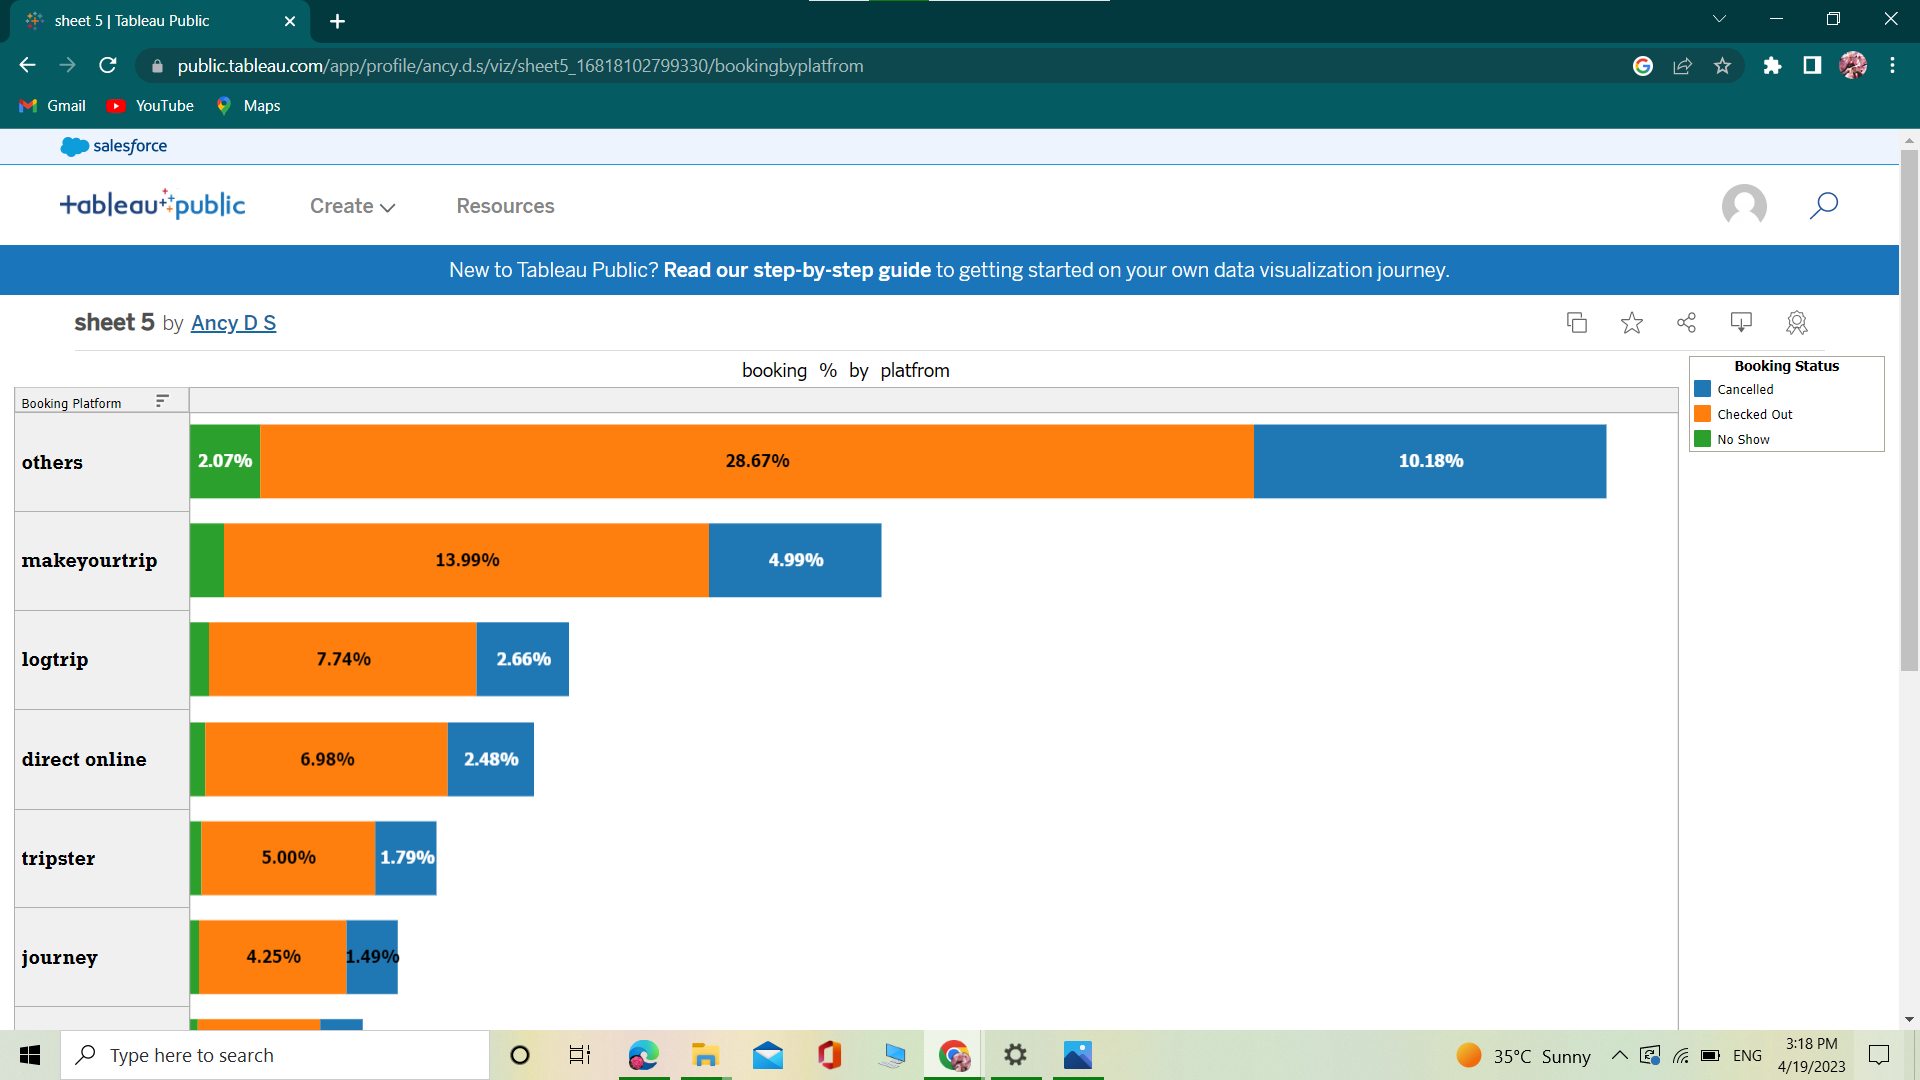 sheet 5 | Tableau Public
public.tableau.com/app/profile/ancy.d.s/viz/sheet5_16818102799330/bookingbyplatfrom
Gmail YouTube Maps
salesforce
+ableau public Create Resources
New to Tableau Public? Read our step-by-step guide to getting started on your own data visualization journey.
sheet 5 by Ancy D S
booking % by platfrom
Booking Status
Cancelled
Checked Out
No Show
Booking Platform
others 2.07% 28.67% 10.18%
makeyourtrip 13.99% 4.99%
logtrip 7.74% 2.66%
direct online 6.98% 2.48%
tripster 5.00% 1.79%
journey 4.25% 1.49%
Type here to search
35°C Sunny
ENG
3:18 PM
4/19/2023